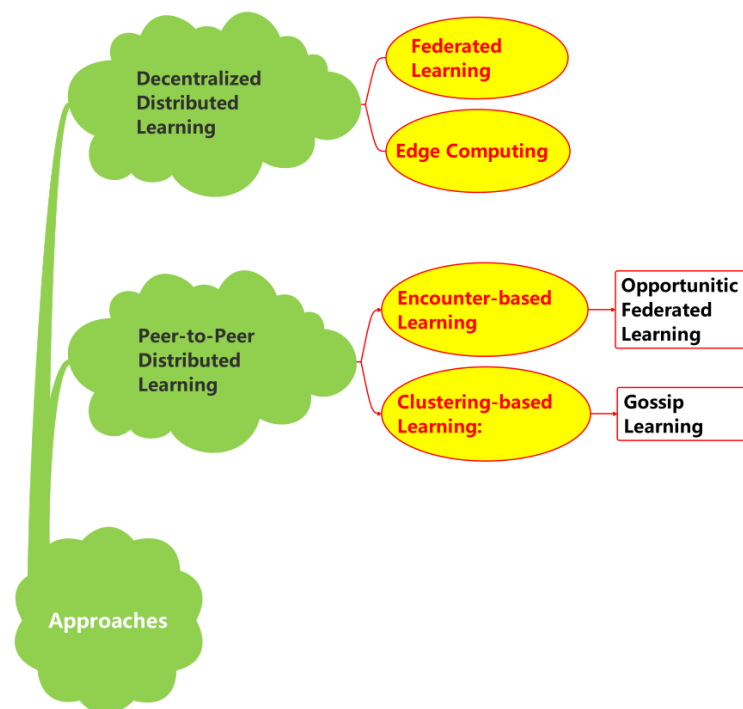 Decentralized
Distributed
Learning
Federated
Learning
Edge Computing
Peer-to-Peer
Distributed
Learning
Encounter-based
Learning
Opportunitic
Federated
Learning
Clustering-based
Learning:
Gossip
Learning
Approaches